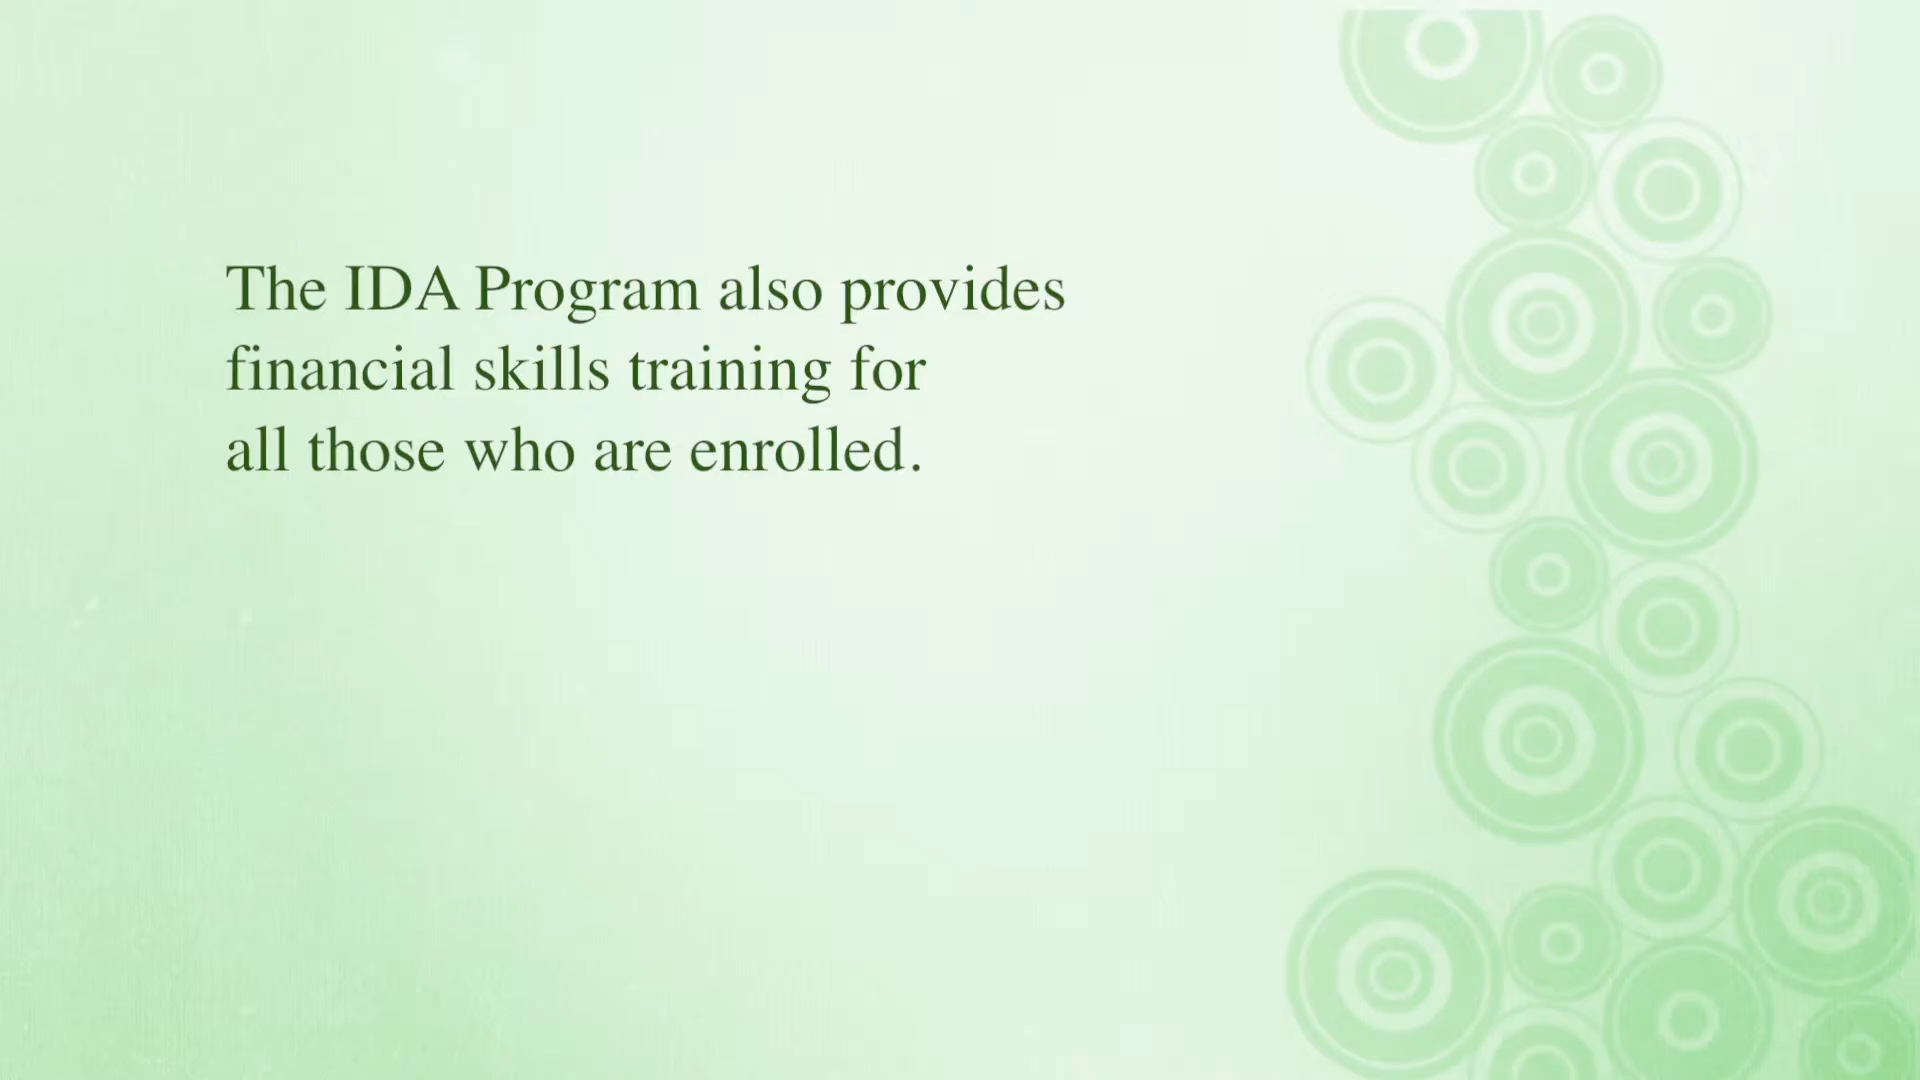 The IDA Program also provides
financial skills training for
all those who are enrolled.